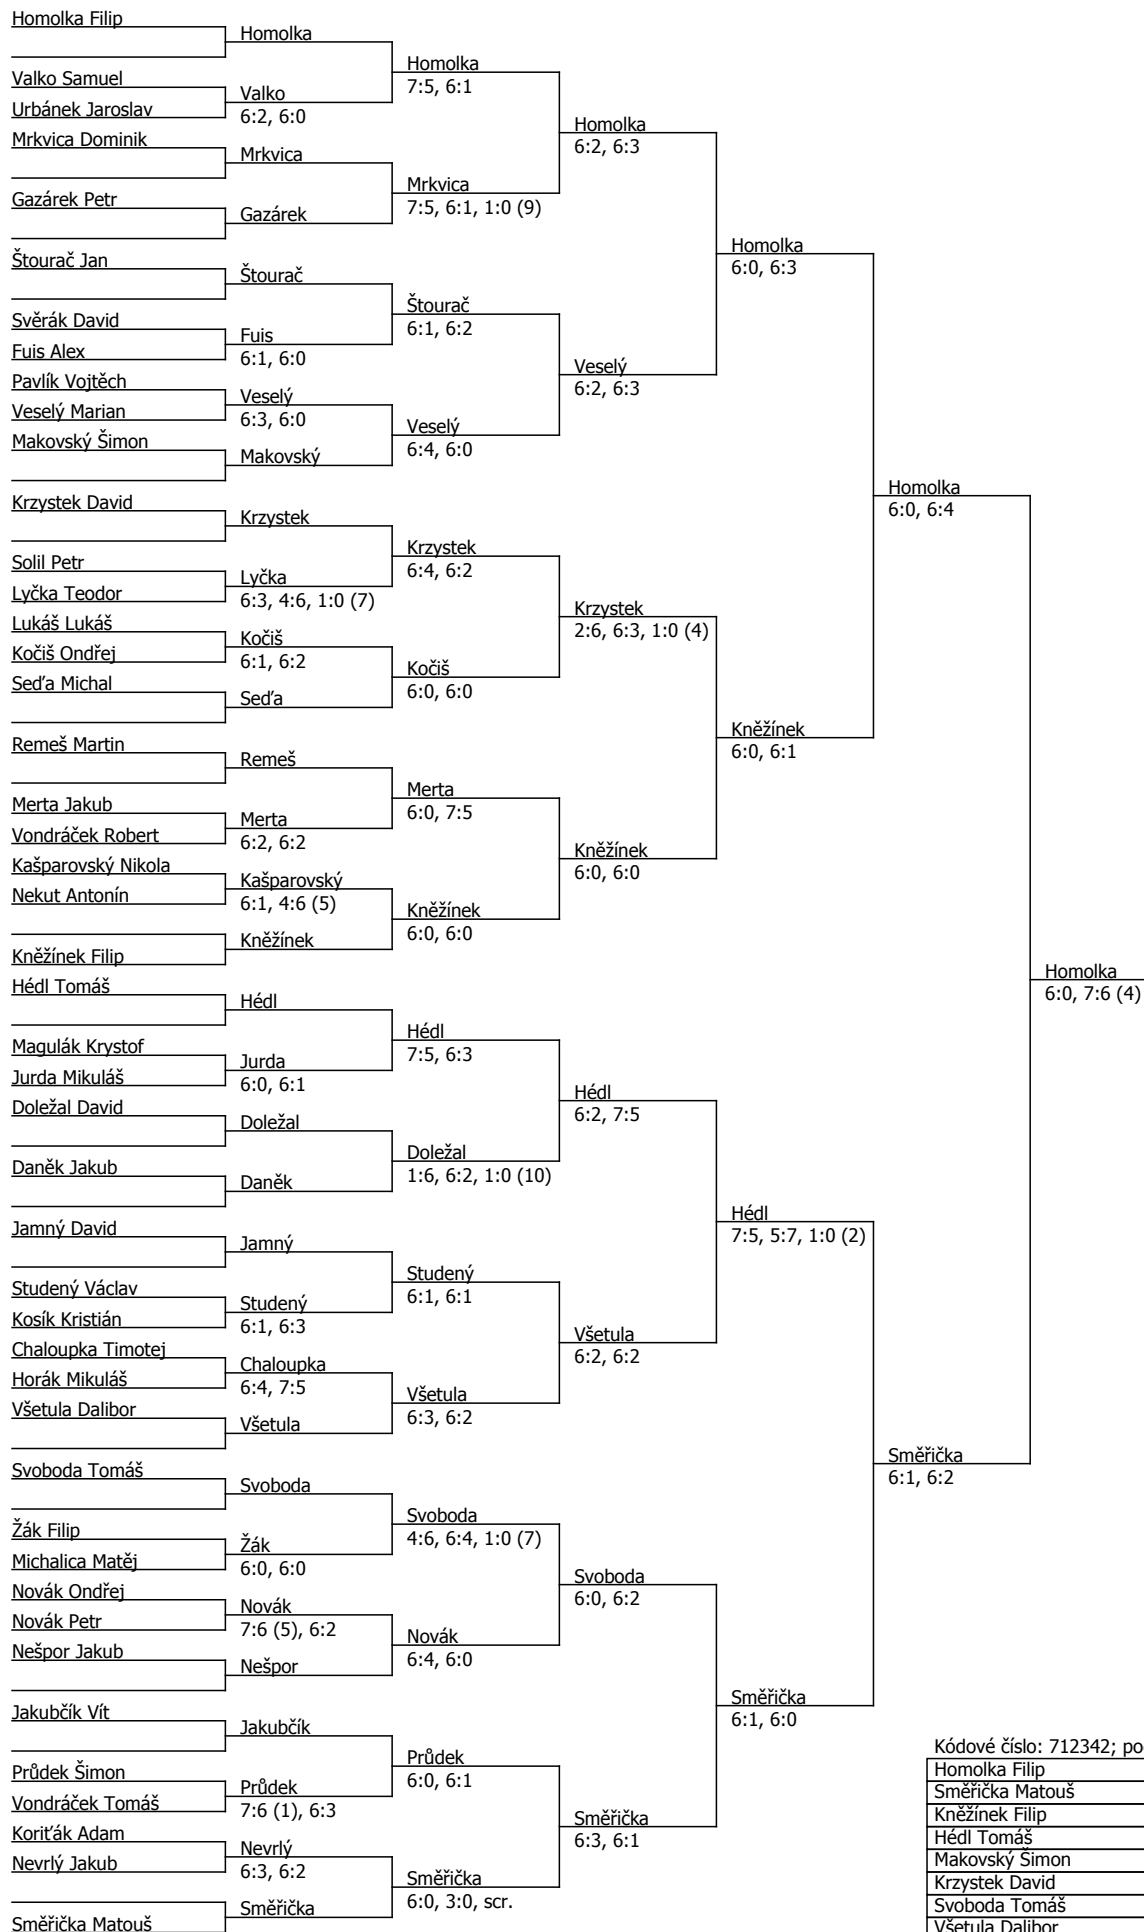 Homolka Filip
Valko Samuel
Urbánek Jaroslav
Mrkvica Dominik
Gazárek Petr
Štourač Jan
Svěrák David
Fuis Alex
Pavlík Vojtěch
Veselý Marian
Makovský Šimon
Krzystek David
Solil Petr
Lyčka Teodor
Lukáš Lukáš
Kočiš Ondřej
Seďa Michal
Remeš Martin
Merta Jakub
Vondráček Robert
Kašparovský Nikola
Nekut Antonín
Kněžínek Filip
Hédl Tomáš
Magulák Krystof
Jurda Mikuláš
Doležal David
Daněk Jakub
Jamný David
Studený Václav
Kosík Kristián
Chaloupka Timotej
Horák Mikuláš
Všetula Dalibor
Svoboda Tomáš
Žák Filip
Michalica Matěj
Novák Ondřej
Novák Petr
Nešpor Jakub
Jakubčík Vít
Průdek Šimon
Vondráček Tomáš
Koriťák Adam
Nevrlý Jakub
Směřička Matouš
Homolka
Valko
6:2, 6:0
Mrkvica
Gazárek
Štourač
Fuis
6:1, 6:0
Veselý
6:3, 6:0
Makovský
Krzystek
Lyčka
6:3, 4:6, 1:0 (7)
Kočiš
6:1, 6:2
Seďa
Remeš
Merta
6:2, 6:2
Kašparovský
6:1, 4:6 (5)
Kněžínek
Hédl
Jurda
6:0, 6:1
Doležal
Daněk
Jamný
Studený
6:1, 6:3
Chaloupka
6:4, 7:5
Všetula
Svoboda
Žák
6:0, 6:0
Novák
7:6 (5), 6:2
Nešpor
Jakubčík
Průdek
7:6 (1), 6:3
Nevrlý
6:3, 6:2
Směřička
Homolka
7:5, 6:1
Mrkvica
7:5, 6:1, 1:0 (9)
Štourač
6:1, 6:2
Veselý
6:4, 6:0
Krzystek
6:4, 6:2
Kočiš
6:0, 6:0
Merta
6:0, 7:5
Kněžínek
6:0, 6:0
Hédl
7:5, 6:3
Doležal
1:6, 6:2, 1:0 (10)
Studený
6:1, 6:1
Všetula
6:3, 6:2
Svoboda
4:6, 6:4, 1:0 (7)
Novák
6:4, 6:0
Průdek
6:0, 6:1
Směřička
6:0, 3:0, scr.
Homolka
6:2, 6:3
Veselý
6:2, 6:3
Krzystek
2:6, 6:3, 1:0 (4)
Kněžínek
6:0, 6:0
Hédl
6:2, 7:5
Všetula
6:2, 6:2
Svoboda
6:0, 6:2
Směřička
6:3, 6:1
Homolka
6:0, 6:3
Kněžínek
6:0, 6:1
Hédl
7:5, 5:7, 1:0 (2)
Směřička
6:1, 6:0
Homolka
6:0, 6:4
Směřička
6:1, 6:2
Homolka
6:0, 7:6 (4)
Kódové číslo: 712342; po
Homolka Filip
Směřička Matouš
Kněžínek Filip
Hédl Tomáš
Makovský Šimon
Krzystek David
Svoboda Tomáš
Všetula Dalibor